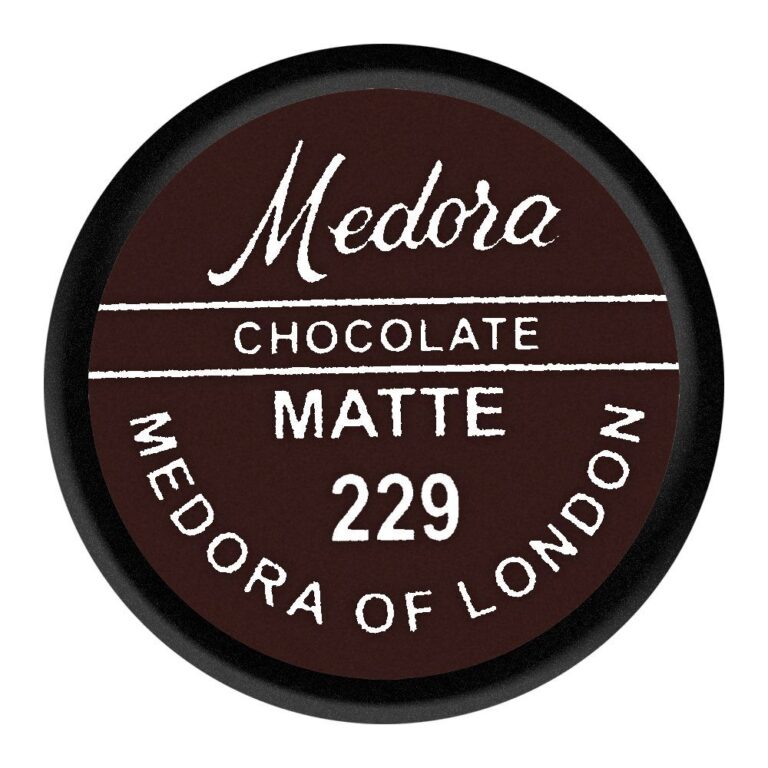 Medora
CHOCOLATE
MATTE
229
MEDORA OF LONDON